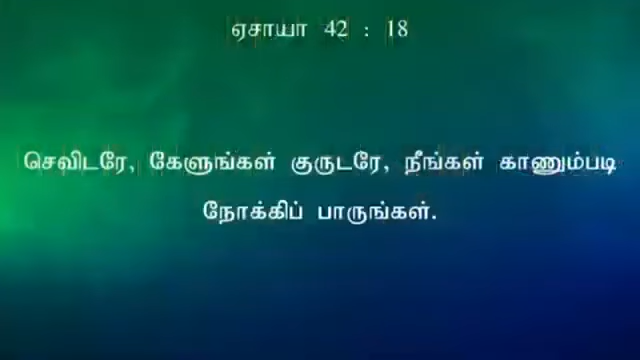 ஏசாயா 42 : 18
செவிடரே, கேளுங்கள் குருடரே, நீங்கள் காணும்படி
நோக்கிப் பாருங்கள்.